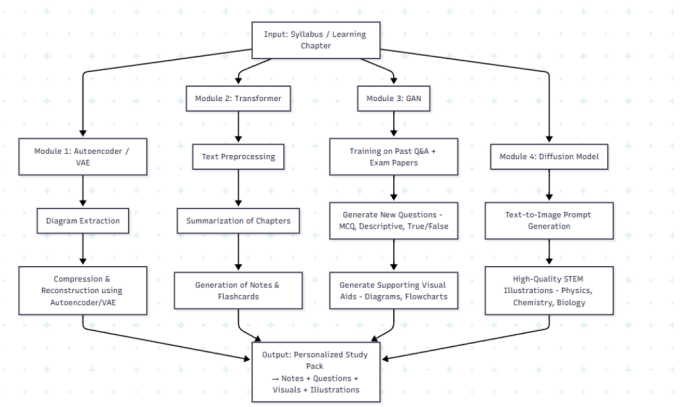 Input: Syllabus / Learning
Chapter
Module 2: Transformer
Module 3: GAN
Module 1: Autoencoder /
VAE
Text Preprocessing
Training on Past Q&A +
Exam Papers
Module 4: Diffusion Model
Diagram Extraction
Summarization of Chapters
Generate New Questions -
MCQ, Descriptive, True/False
Text-to-Image Prompt
Generation
Compression &
Reconstruction using
Autoencoder/VAE
Generation of Notes &
Flashcards
Generate Supporting Visual
Aids - Diagrams, Flowcharts
High-Quality STEM
Illustrations - Physics,
Chemistry, Biology
Output: Personalized Study
Pack
→ Notes + Questions +
Visuals + Illustrations